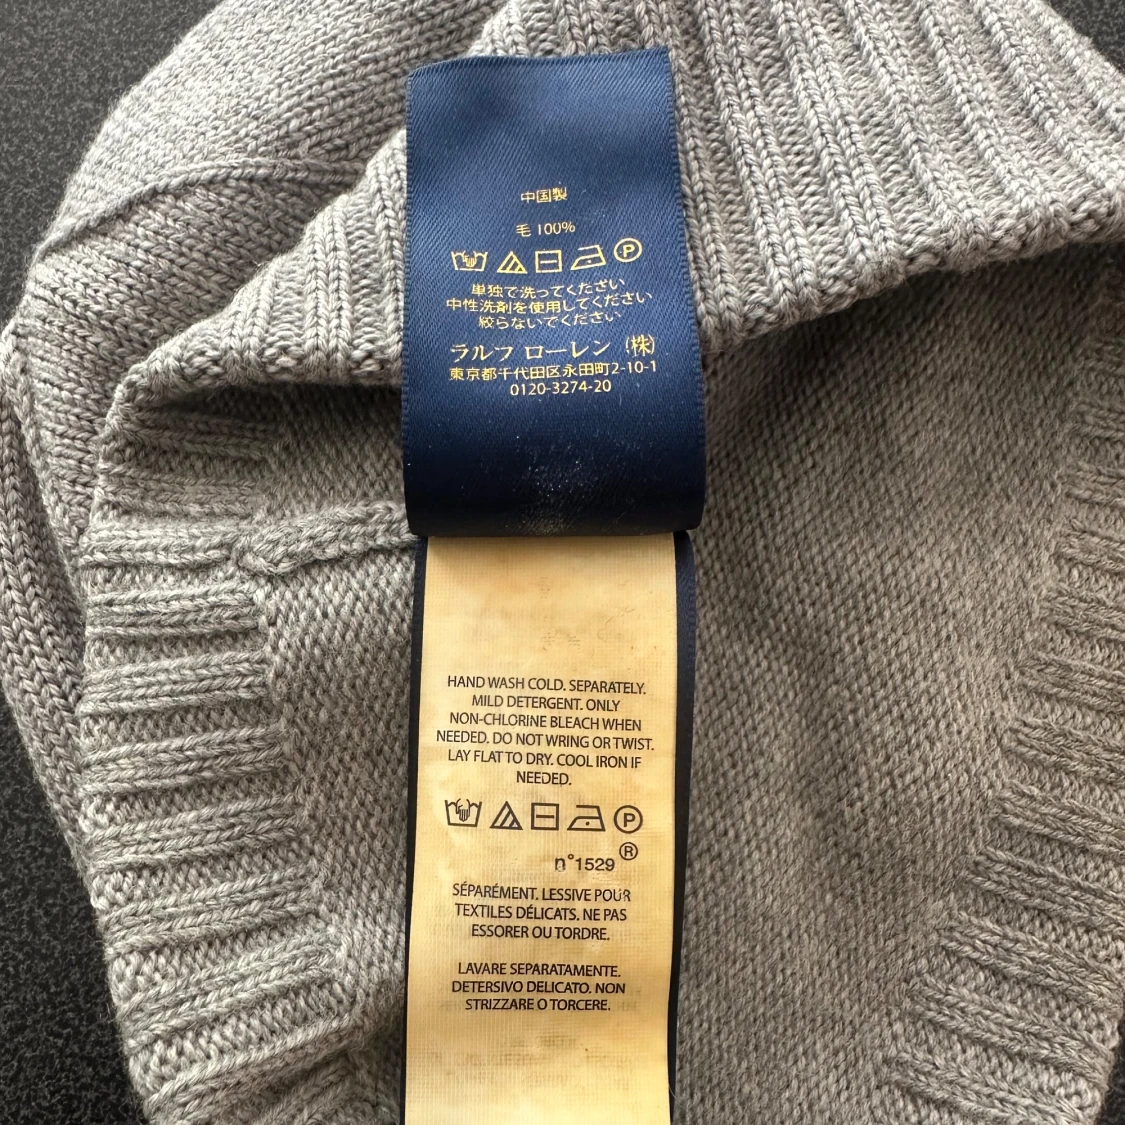 中国製
毛 100%
P
単独で洗ってください
中性洗剤を使用してください
絞らないでください
ラルフ ローレン (株)
東京都千代田区永田町2-10-1
0120-3274-20
HAND WASH COLD. SEPARATELY.
MILD DETERGENT. ONLY
NON-CHLORINE BLEACH WHEN
NEEDED. DO NOT WRING OR TWIST.
LAY FLAT TO DRY. COOL IRON IF
NEEDED.
P
n°1529 ®
SÉPARÉMENT. LESSIVE POUR
TEXTILES DÉLICATS. NE PAS
ESSORER OU TORDRE.
LAVARE SEPARATAMENTE.
DETERSIVO DELICATO. NON
STRIZZARE O TORCERE.